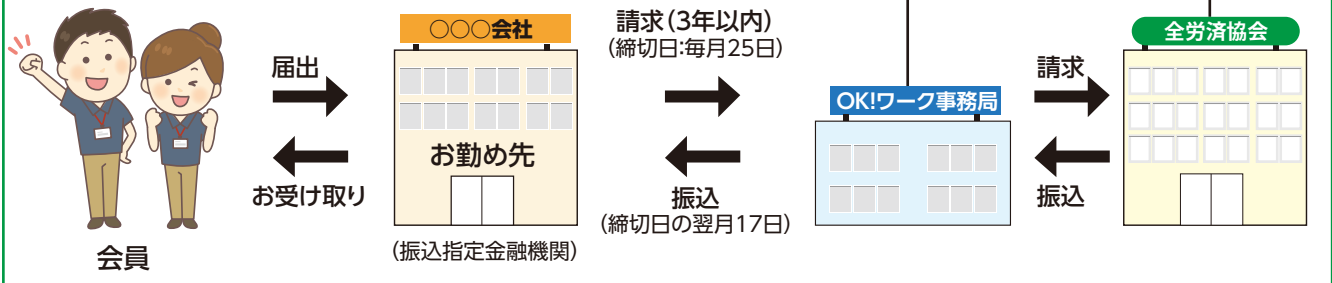 ○○○会社
請求(3年以内)
(締切日:毎月25日)
全労済協会
届出
OK!ワーク事務局
請求
お勤め先
お受け取り
振込
(締切日の翌月17日)
振込
(振込指定金融機関)
会員